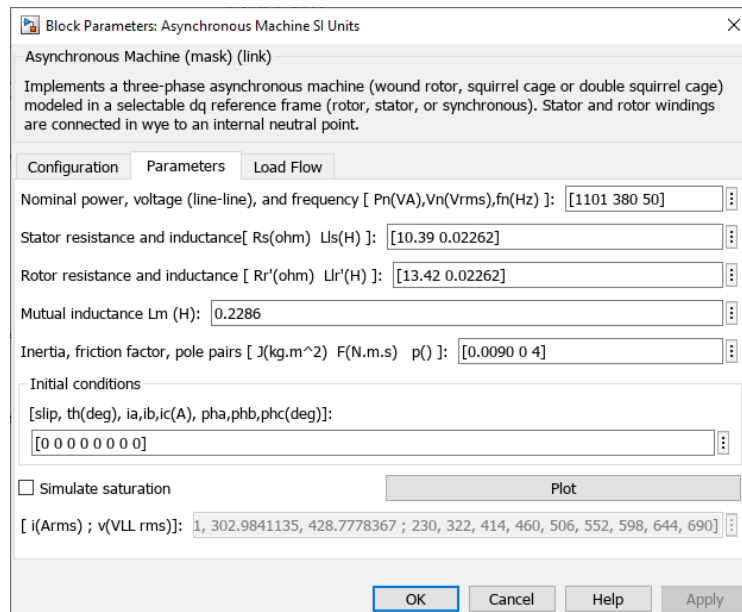 Block Parameters: Asynchronous Machine SI Units
Asynchronous Machine (mask) (link)
Implements a three-phase asynchronous machine (wound rotor, squirrel cage or double squirrel cage)
modeled in a selectable dq reference frame (rotor, stator, or synchronous). Stator and rotor windings
are connected in wye to an internal neutral point.
Configuration Parameters Load Flow
Nominal power, voltage (line-line), and frequency [ Pn(VA),Vn(Vrms),fn(Hz) ]: [1101 380 50]
Stator resistance and inductance[ Rs(ohm) Lls(H) ]: [10.39 0.02262]
Rotor resistance and inductance [ Rr'(ohm) Llr'(H) ]: [13.42 0.02262]
Mutual inductance Lm (H): 0.2286
Inertia, friction factor, pole pairs [ J(kg.m^2) F(N.m.s) p() ]: [0.0090 0 4]
Initial conditions
[slip, th(deg), ia,ib,ic(A), pha,phb,phc(deg)]:
[0 0 0 0 0 0 0 0]
Simulate saturation Plot
[ i(Arms) ; v(VLL rms)]: 1, 302.9841135, 428.7778367 ; 230, 322, 414, 460, 506, 552, 598, 644, 690]
OK Cancel Help Apply